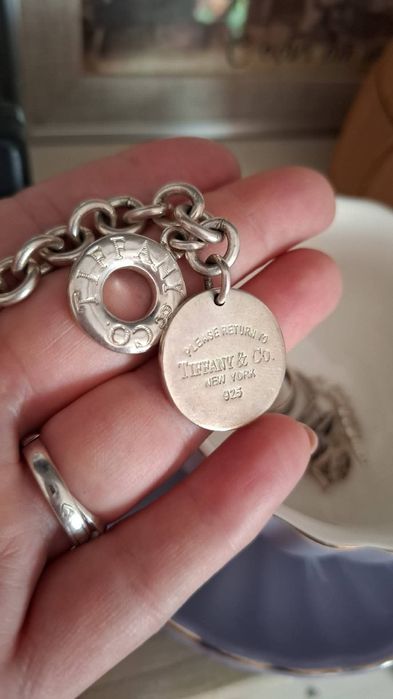 TIFFANY & CO.
PLEASE RETURN TO
TIFFANY & CO.
NEW YORK
925